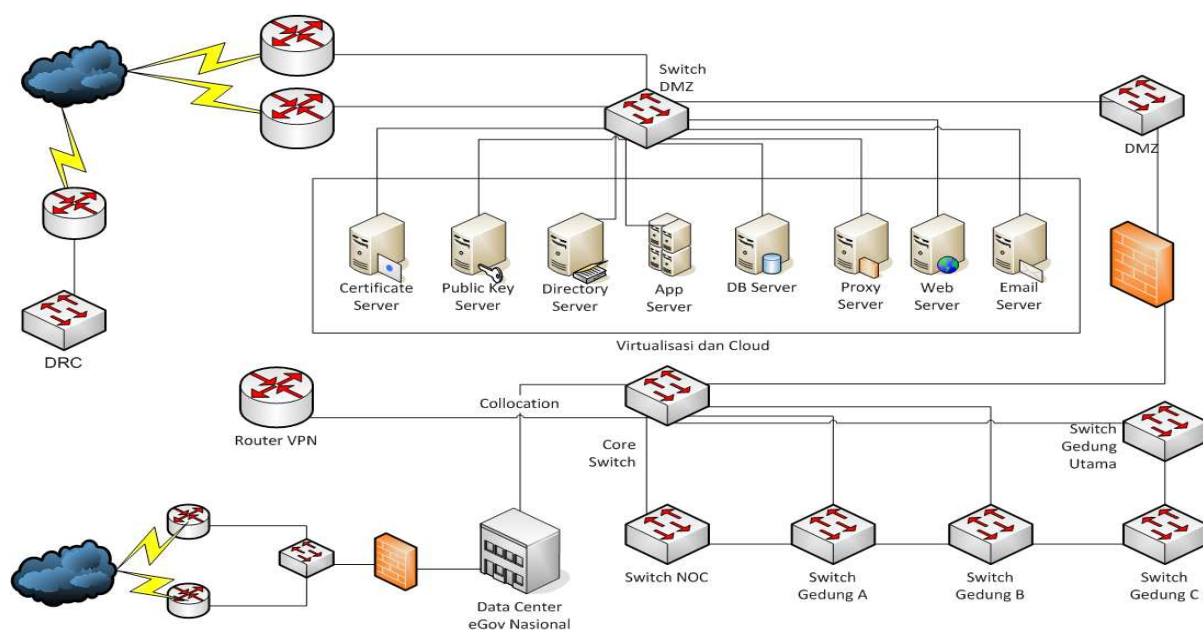 Switch
DMZ
DMZ
Certificate
Server
Public Key
Server
Directory
Server
App
Server
DB Server
Proxy
Server
Web
Server
Email
Server
Virtualisasi dan Cloud
DRC
Router VPN
Collocation
Core
Switch
Switch
Gedung
Utama
Data Center
eGov Nasional
Switch NOC
Switch
Gedung A
Switch
Gedung B
Switch
Gedung C